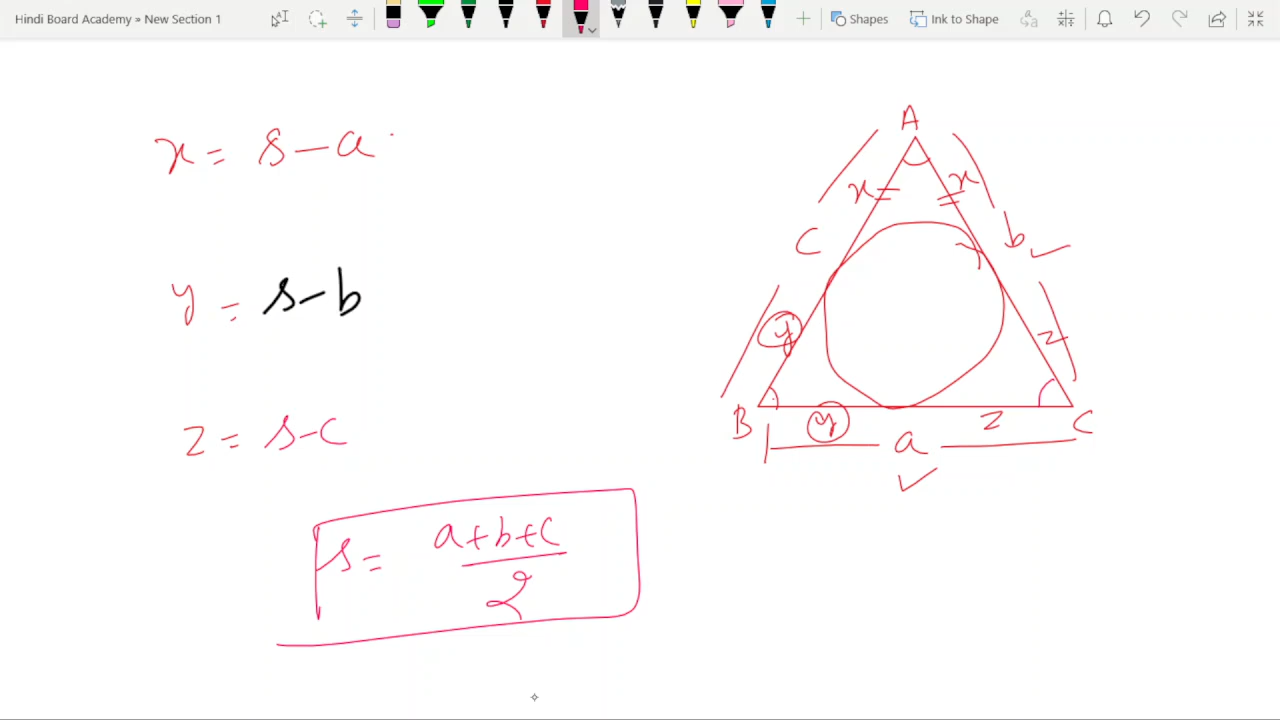 Hindi Board Academy » New Section 1
Shapes
Ink to Shape
x = s - a
y = s - b
z = s - c
s = a+b+c
2
A
x
x
C
b
y
z
B
y
z
C
a